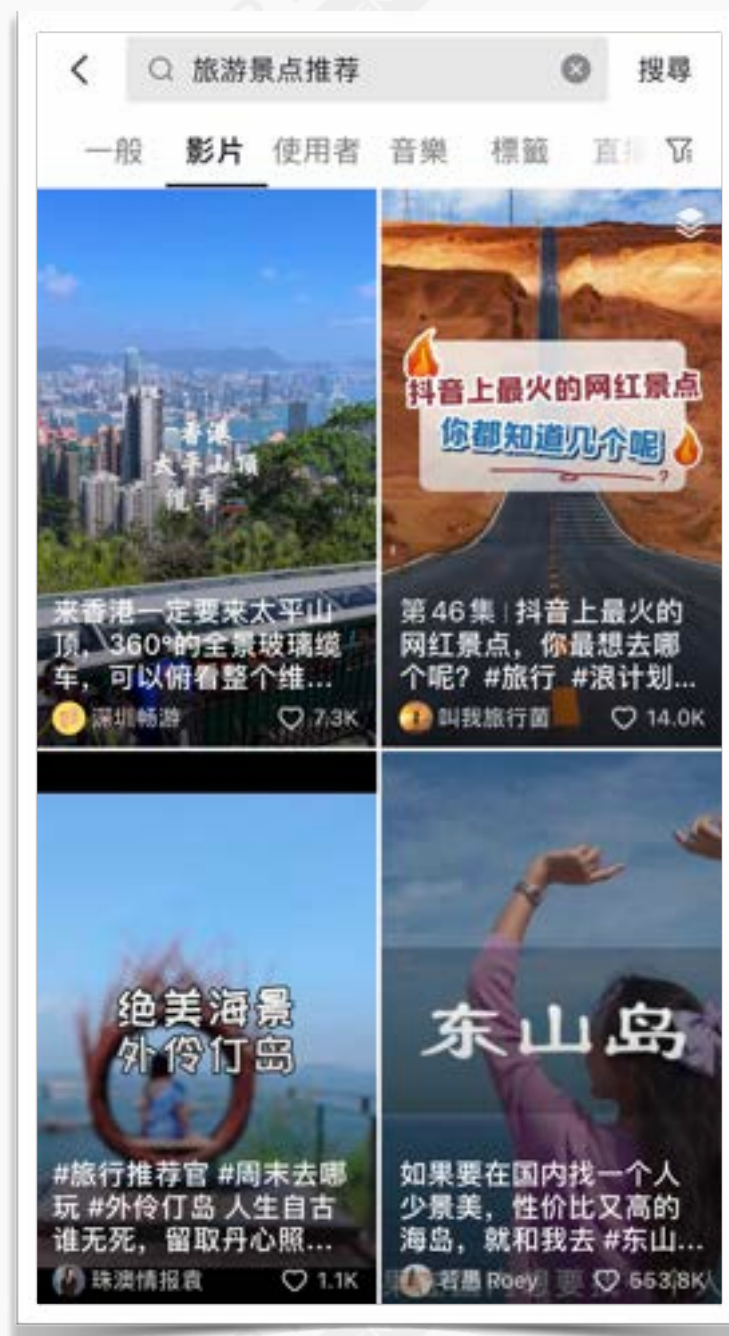 旅游景点推荐
搜尋
一般 影片 使用者 音樂 標籤 直播
香港
太平山顶
缆车
来香港一定要来太平山
顶，360°的全景玻璃缆
车，可以俯看整个维...
深圳畅游 7.3K
抖音上最火的网红景点
你都知道几个呢
?
第46集 | 抖音上最火的
网红景点，你最想去哪
个呢？#旅行 #浪计划...
叫我旅行菌 14.0K
绝美海景
外伶仃岛
#旅行推荐官 #周末去哪
玩 #外伶仃岛 人生自古
谁无死，留取丹心照...
珠澳情报袁 1.1K
东山岛
如果要在国内找一个人
少景美，性价比又高的
海岛，就和我去 #东山...
若愚 Roey 553.8K